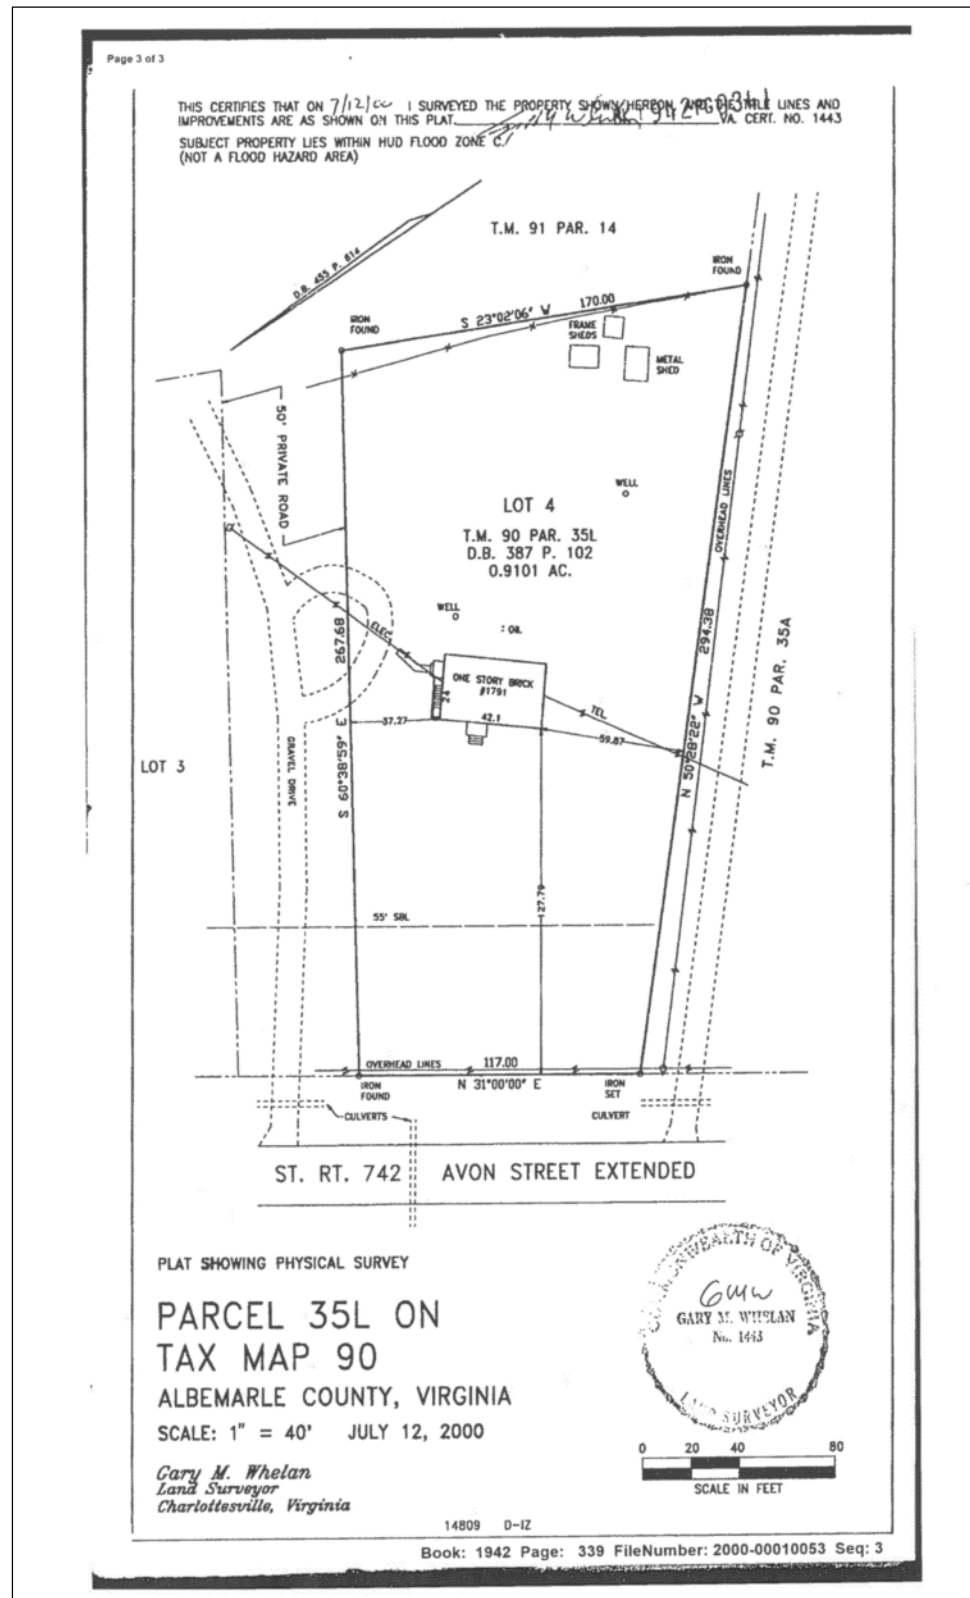 Page 3 of 3
THIS CERTIFIES THAT ON 7/12/00 I SURVEYED THE PROPERTY SHOWN HEREON, AND THE TITLE LINES AND
IMPROVEMENTS ARE AS SHOWN ON THIS PLAT. VA. CERT. NO. 1443
SUBJECT PROPERTY LIES WITHIN HUD FLOOD ZONE C.
(NOT A FLOOD HAZARD AREA)
T.M. 91 PAR. 14
D.B. 455 P. 614
IRON
FOUND
IRON
FOUND
S 23°02'06" W 170.00
FRAME
SHEDS
METAL
SHED
50' PRIVATE ROAD
WELL
OVERHEAD LINES
LOT 4
T.M. 90 PAR. 35L
D.B. 387 P. 102
0.9101 AC.
WELL
OIL
ELEC.
ONE STORY BRICK
#1791
24
42.1
37.27
TEL.
59.87
S 60°38'59" E 267.68
N 50°28'22" W 294.38
T.M. 90 PAR. 35A
LOT 3
GRAVEL DRIVE
127.79
55' SBL
OVERHEAD LINES
117.00
N 31°00'00" E
IRON
FOUND
IRON
SET
CULVERTS
CULVERT
ST. RT. 742 AVON STREET EXTENDED
PLAT SHOWING PHYSICAL SURVEY
PARCEL 35L ON
TAX MAP 90
ALBEMARLE COUNTY, VIRGINIA
SCALE: 1" = 40' JULY 12, 2000
Gary M. Whelan
Land Surveyor
Charlottesville, Virginia
COMMONWEALTH OF VIRGINIA
GMW
GARY M. WHELAN
No. 1443
LAND SURVEYOR
0 20 40 80
SCALE IN FEET
14809 D-IZ
Book: 1942 Page: 339 FileNumber: 2000-00010053 Seq: 3